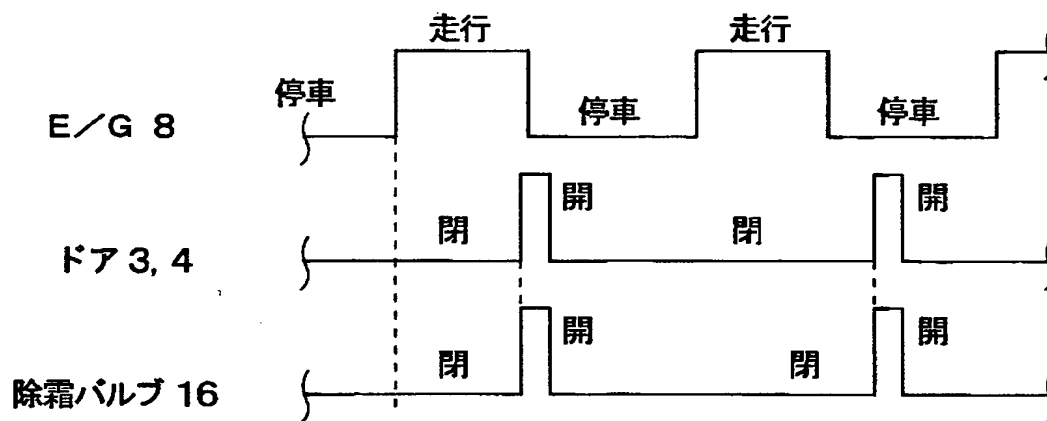 走行 走行
停車 停車 停車
E/G 8
開 開
閉 閉
ドア 3, 4
開 開
閉 閉
除霜バルブ 16